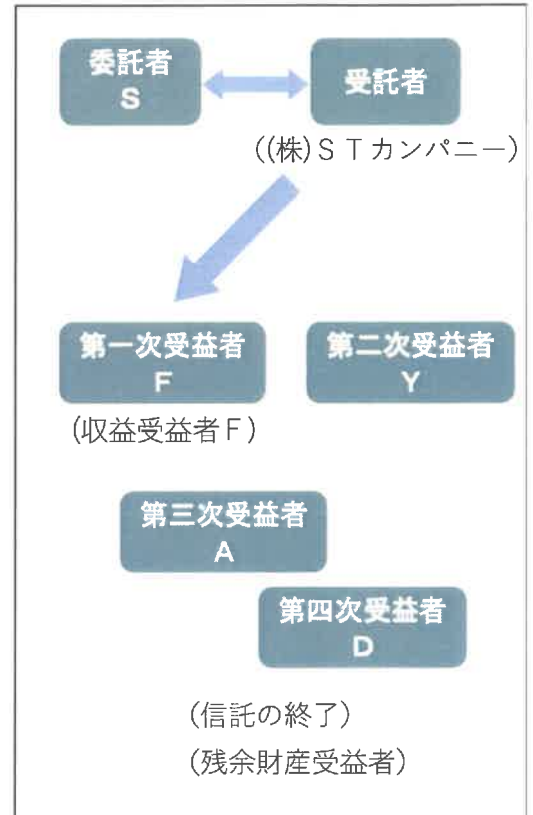 委託者
S
受託者
((株)ＳＴカンパニー)
第一次受益者
F
第二次受益者
Y
(収益受益者Ｆ)
第三次受益者
A
第四次受益者
D
(信託の終了)
(残余財産受益者)